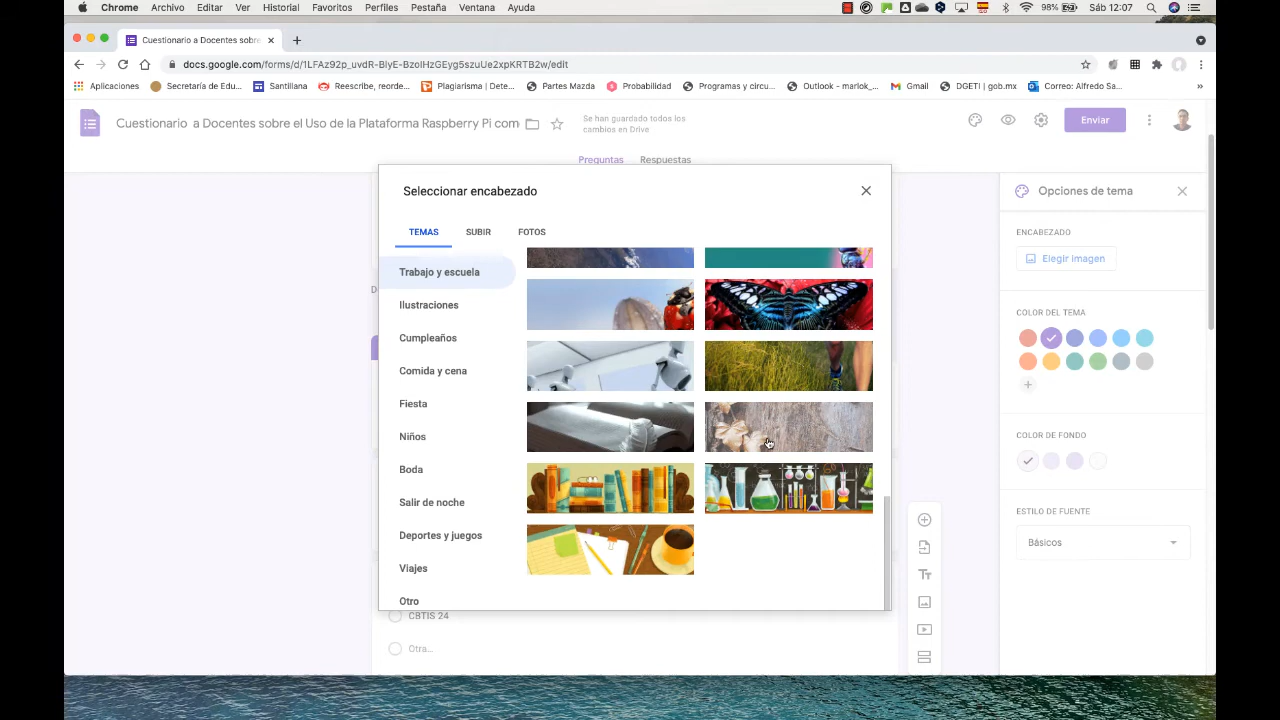 Chrome Archivo Editar Ver Historial Favoritos Perfiles Pestaña Ventana Ayuda 98% Sáb 12:07
Cuestionario a Docentes sobre
docs.google.com/forms/d/1LFAz92p_uvdR-BlyE-BzolHzGEyg5szuUe2xpKRTB2w/edit
Aplicaciones Secretaría de Edu... Santillana Reescribe, reorde... Plagiarisma | Dete... Partes Mazda Probabilidad Programas y circu... Outlook - marlok_... Gmail DGETI | gob.mx Correo: Alfredo Sa... »
Cuestionario a Docentes sobre el Uso de la Plataforma Raspberry Pi com
Se han guardado todos los
cambios en Drive
Enviar
Preguntas Respuestas
Seleccionar encabezado
Opciones de tema
TEMAS SUBIR FOTOS
ENCABEZADO
Elegir imagen
Trabajo y escuela
Ilustraciones
Cumpleaños
Comida y cena
Fiesta
Niños
Boda
Salir de noche
Deportes y juegos
Viajes
Otro
COLOR DEL TEMA
COLOR DE FONDO
ESTILO DE FUENTE
Básicos
CBTIS 24
Otra...